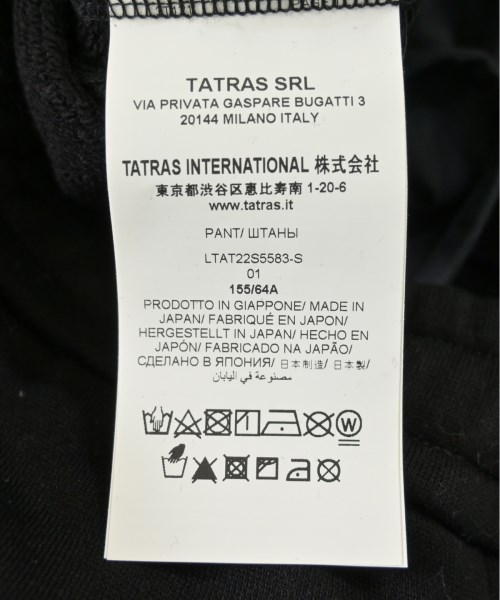 TATRAS SRL
VIA PRIVATA GASPARE BUGATTI 3
20144 MILANO ITALY
TATRAS INTERNATIONAL 株式会社
東京都渋谷区恵比寿南 1-20-6
www.tatras.it
PANT/ ШТАНЫ
LTAT22S5583-S
01
155/64A
PRODOTTO IN GIAPPONE/ MADE IN
JAPAN/ FABRIQUÉ EN JAPON/
HERGESTELLT IN JAPAN/ HECHO EN
JAPÓN/ FABRICADO NA JAPÃO/
СДЕЛАНО В ЯПОНИЯ/ 日本制造/ 日本製/
مصنوعة في اليابان
W